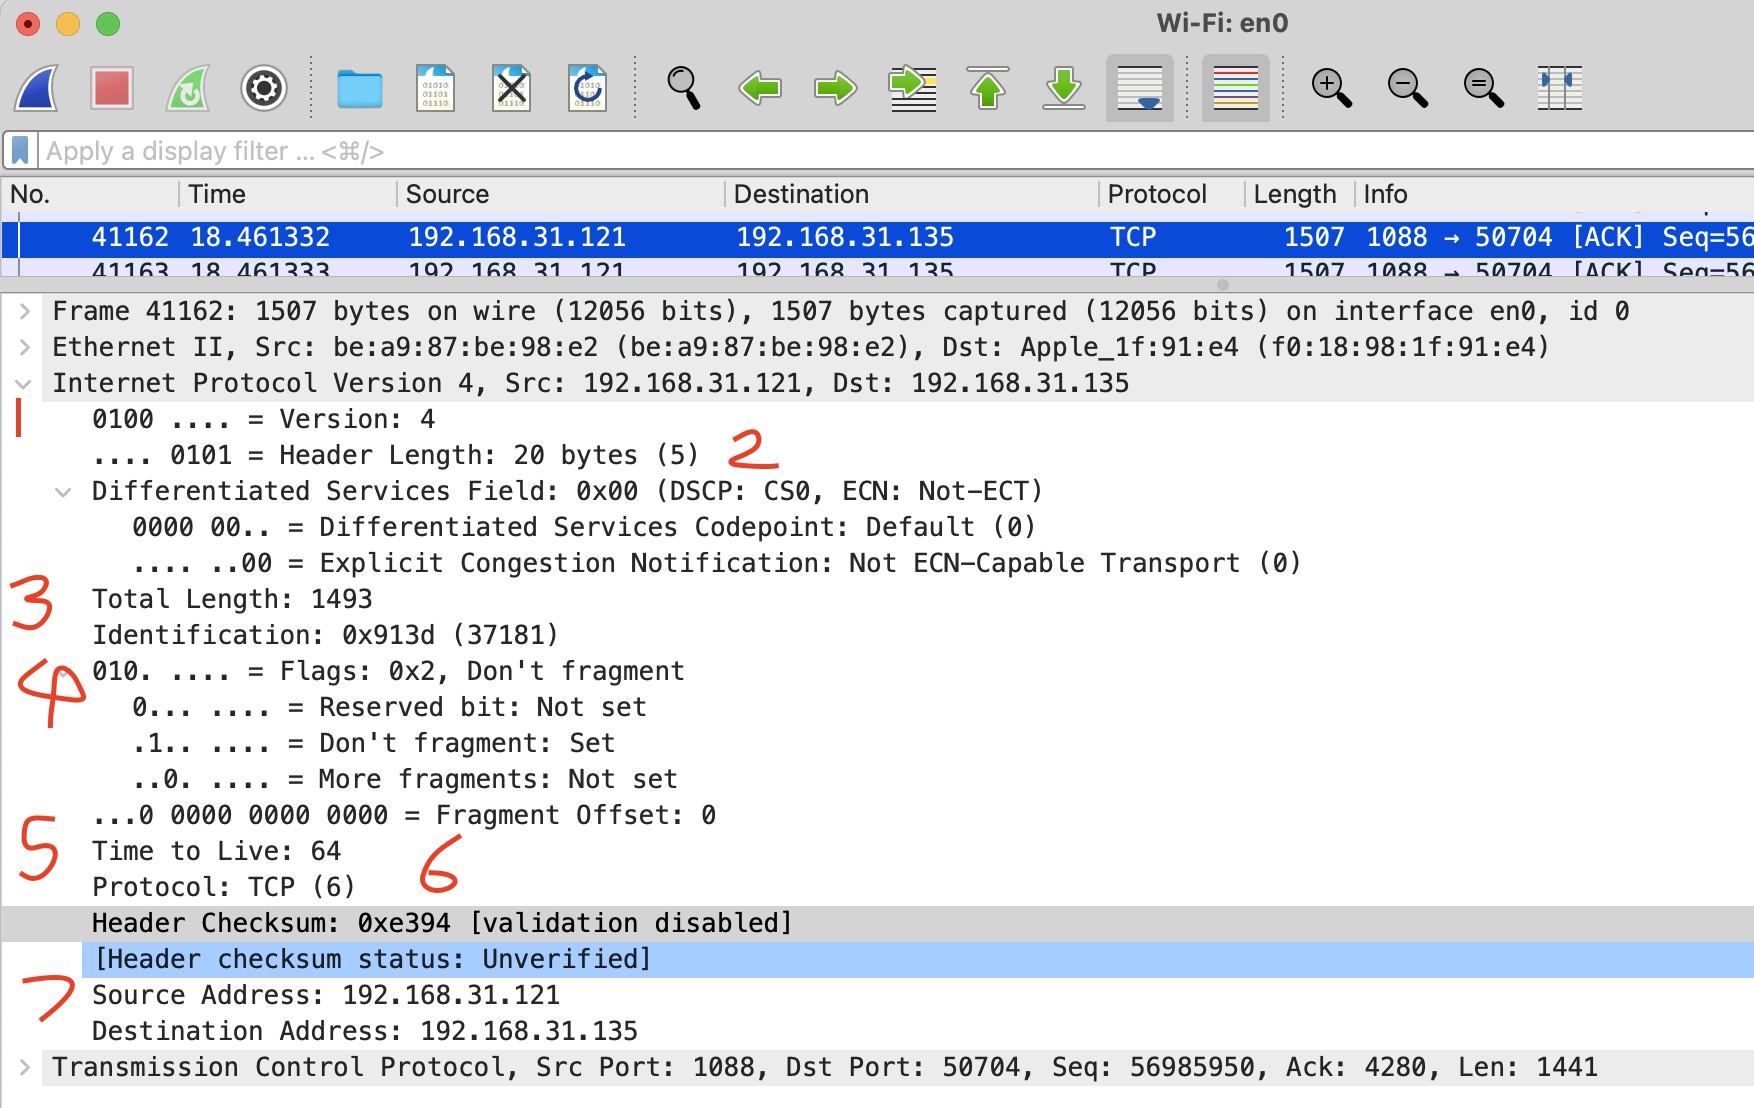 Wi-Fi: en0
Apply a display filter ... <⌘/>
No. Time Source Destination Protocol Length Info
41162 18.461332 192.168.31.121 192.168.31.135 TCP 1507 1088 → 50704 [ACK] Seq=56
41163 18.461333 192.168.31.121 192.168.31.135 TCP 1507 1088 → 50704 [ACK] Seq=56
Frame 41162: 1507 bytes on wire (12056 bits), 1507 bytes captured (12056 bits) on interface en0, id 0
Ethernet II, Src: be:a9:87:be:98:e2 (be:a9:87:be:98:e2), Dst: Apple_1f:91:e4 (f0:18:98:1f:91:e4)
Internet Protocol Version 4, Src: 192.168.31.121, Dst: 192.168.31.135
1 0100 .... = Version: 4
.... 0101 = Header Length: 20 bytes (5) 2
Differentiated Services Field: 0x00 (DSCP: CS0, ECN: Not-ECT)
0000 00.. = Differentiated Services Codepoint: Default (0)
.... ..00 = Explicit Congestion Notification: Not ECN-Capable Transport (0)
3 Total Length: 1493
Identification: 0x913d (37181)
4 010. .... = Flags: 0x2, Don't fragment
0... .... = Reserved bit: Not set
.1.. .... = Don't fragment: Set
..0. .... = More fragments: Not set
...0 0000 0000 0000 = Fragment Offset: 0
5 Time to Live: 64
Protocol: TCP (6) 6
Header Checksum: 0xe394 [validation disabled]
[Header checksum status: Unverified]
7 Source Address: 192.168.31.121
Destination Address: 192.168.31.135
Transmission Control Protocol, Src Port: 1088, Dst Port: 50704, Seq: 56985950, Ack: 4280, Len: 1441